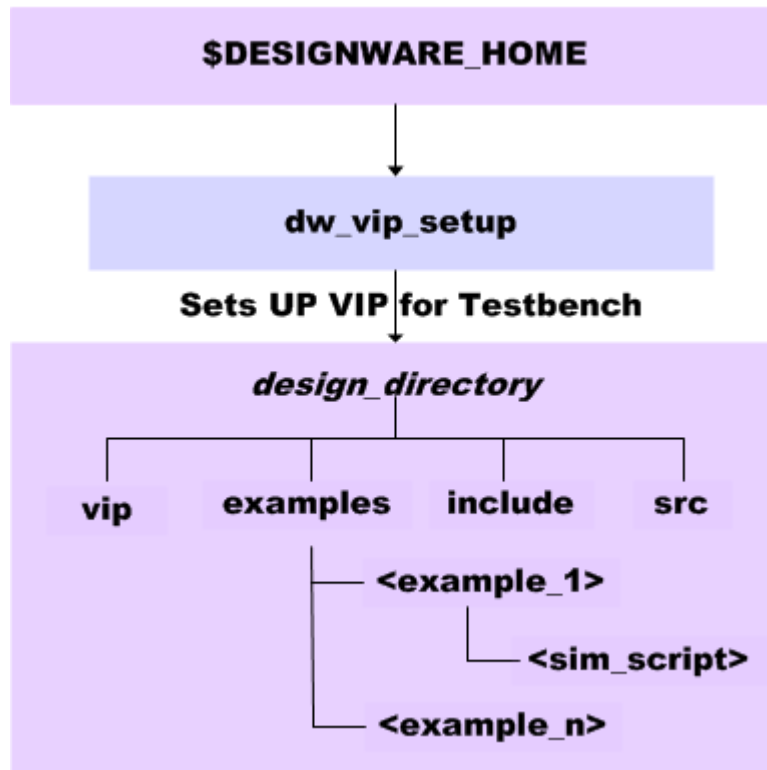 $DESIGNWARE_HOME
dw_vip_setup
Sets UP VIP for Testbench
design_directory
vip examples include src
<example_1>
<sim_script>
<example_n>